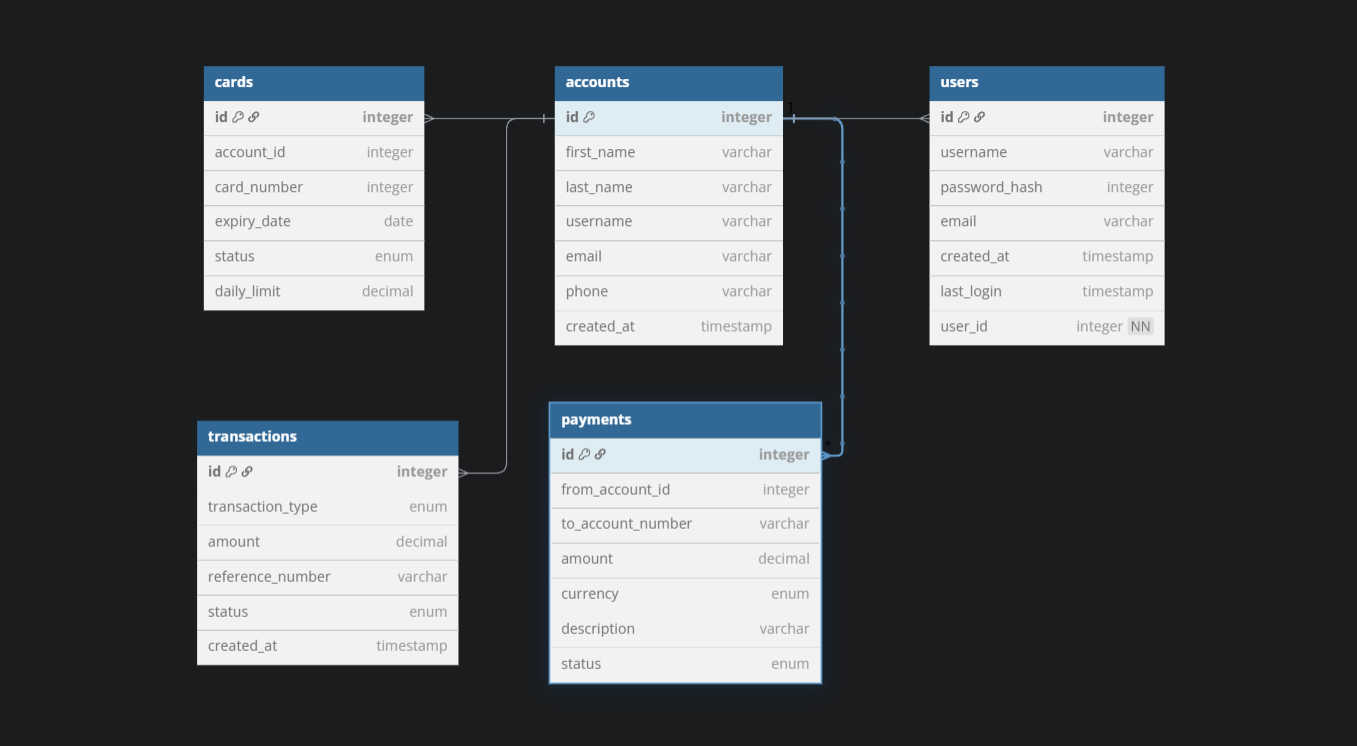 cards
id integer
account_id integer
card_number integer
expiry_date date
status enum
daily_limit decimal
accounts
id integer
first_name varchar
last_name varchar
username varchar
email varchar
phone varchar
created_at timestamp
1
users
id integer
username varchar
password_hash integer
email varchar
created_at timestamp
last_login timestamp
user_id integer NN
transactions
id integer
transaction_type enum
amount decimal
reference_number varchar
status enum
created_at timestamp
payments
id integer
*
from_account_id integer
to_account_number varchar
amount decimal
currency enum
description varchar
status enum